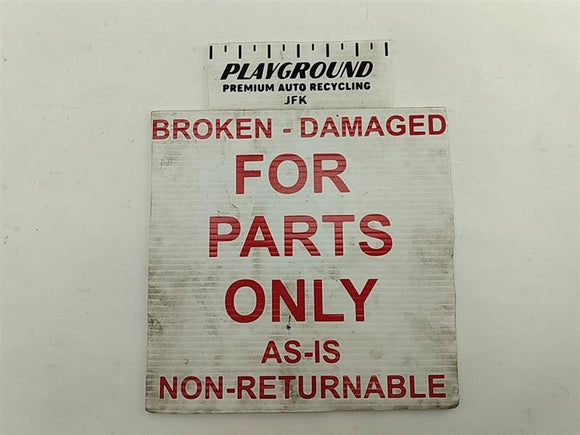 PLAYGROUND
PREMIUM AUTO RECYCLING
JFK
BROKEN - DAMAGED
FOR
PARTS
ONLY
AS-IS
NON-RETURNABLE